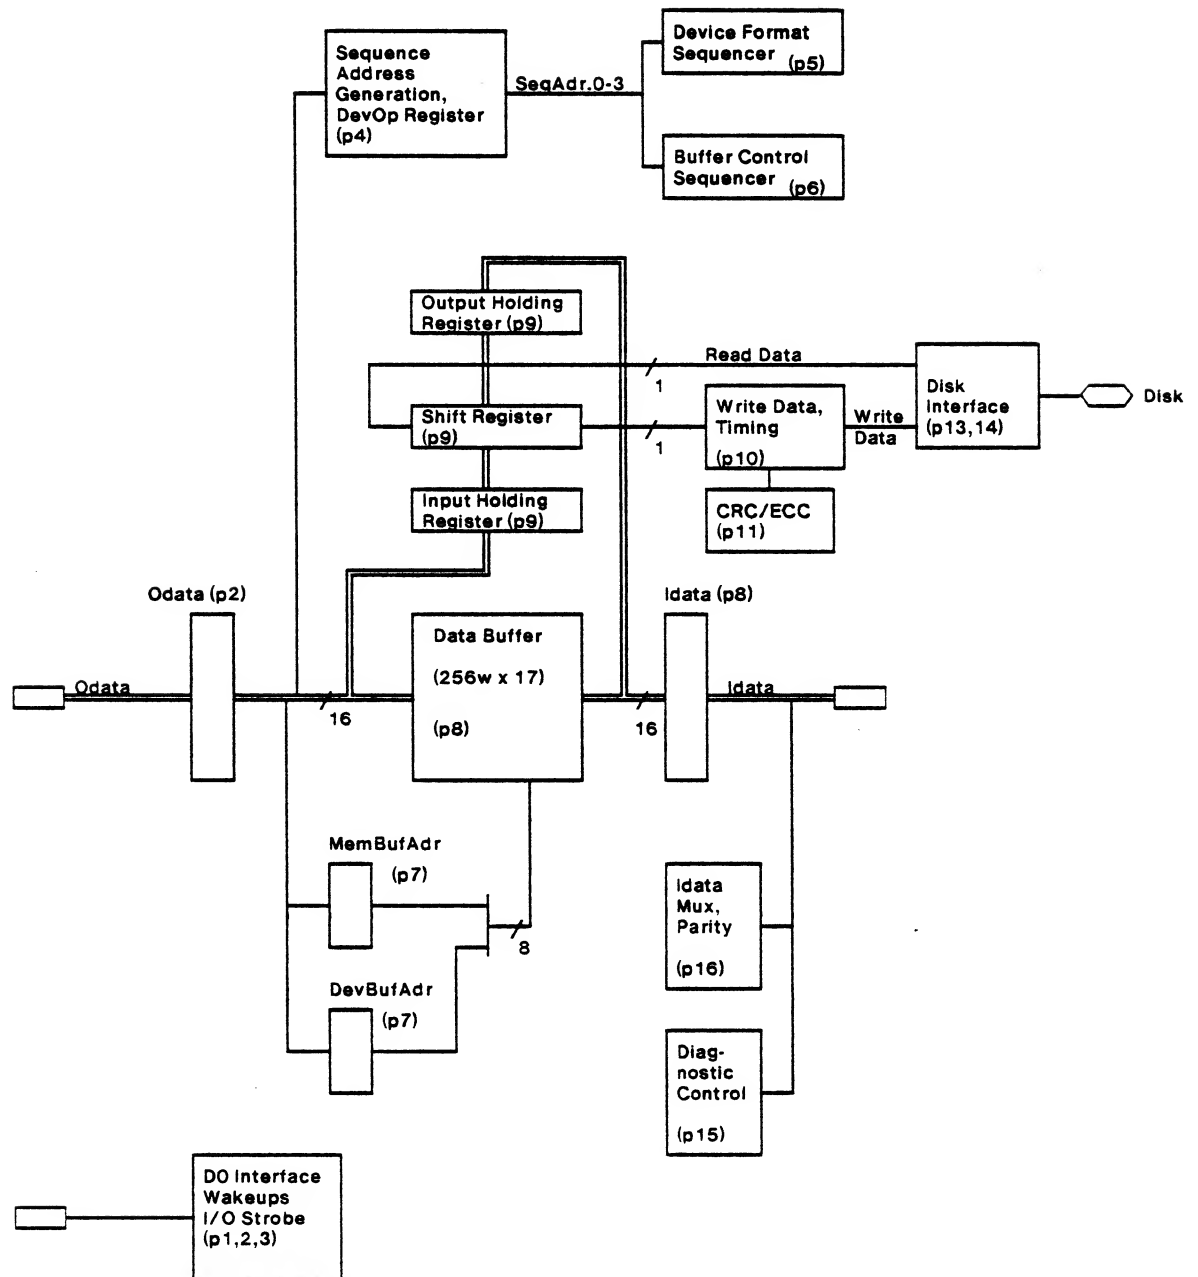 Sequence
Address
Generation,
DevOp Register
(p4)
SeqAdr.0-3
Device Format
Sequencer (p5)
Buffer Control
Sequencer (p6)
Output Holding
Register (p9)
Read Data
1
Shift Register
(p9)
1
Write Data,
Timing
(p10)
Write
Data
Disk
Interface
(p13,14)
Disk
Input Holding
Register (p9)
CRC/ECC
(p11)
Odata (p2)
Idata (p8)
Data Buffer
(256w x 17)
(p8)
Odata
16
16
Idata
MemBufAdr
(p7)
8
DevBufAdr
(p7)
Idata
Mux,
Parity
(p16)
Diag-
nostic
Control
(p15)
D0 Interface
Wakeups
I/O Strobe
(p1,2,3)